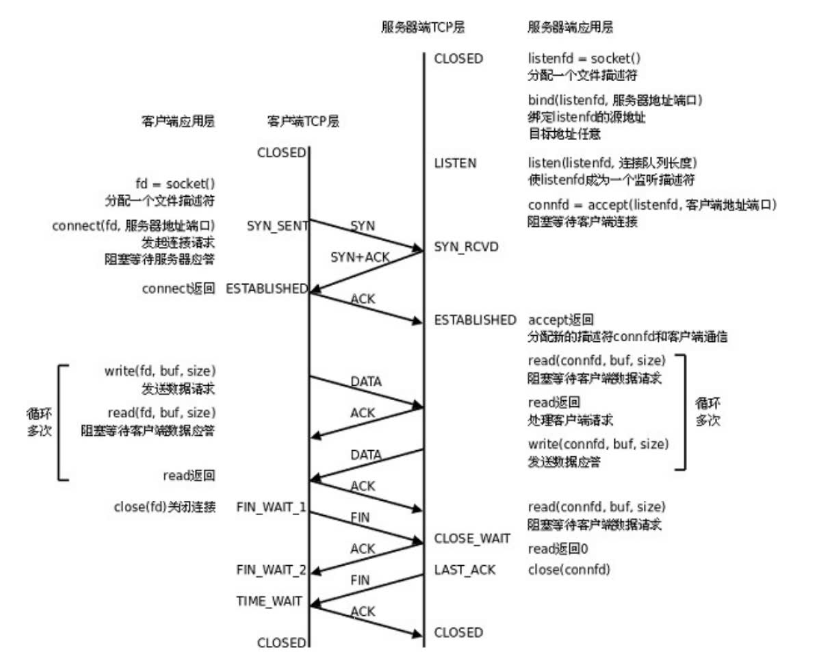 服务器端TCP层
服务器端应用层
CLOSED
listenfd = socket()
分配一个文件描述符
bind(listenfd, 服务器地址端口)
绑定listenfd的源地址
目标地址任意
客户端应用层
客户端TCP层
CLOSED
LISTEN
listen(listenfd, 连接队列长度)
使listenfd成为一个监听描述符
fd = socket()
分配一个文件描述符
connfd = accept(listenfd, 客户端地址端口)
阻塞等待客户端连接
connect(fd, 服务器地址端口)
发起连接请求
阻塞等待服务器应答
SYN_SENT
SYN
SYN_RCVD
SYN+ACK
connect返回
ESTABLISHED
ACK
ESTABLISHED
accept返回
分配新的描述符connfd和客户端通信
循环
多次
write(fd, buf, size)
发送数据请求
DATA
read(connfd, buf, size)
阻塞等待客户端数据请求
read(fd, buf, size)
阻塞等待客户端数据应答
ACK
read返回
处理客户端请求
循环
多次
DATA
write(connfd, buf, size)
发送数据应答
read返回
ACK
close(fd)关闭连接
FIN_WAIT_1
FIN
read(connfd, buf, size)
阻塞等待客户端数据请求
CLOSE_WAIT
read返回0
ACK
FIN_WAIT_2
FIN
LAST_ACK
close(connfd)
TIME_WAIT
ACK
CLOSED
CLOSED